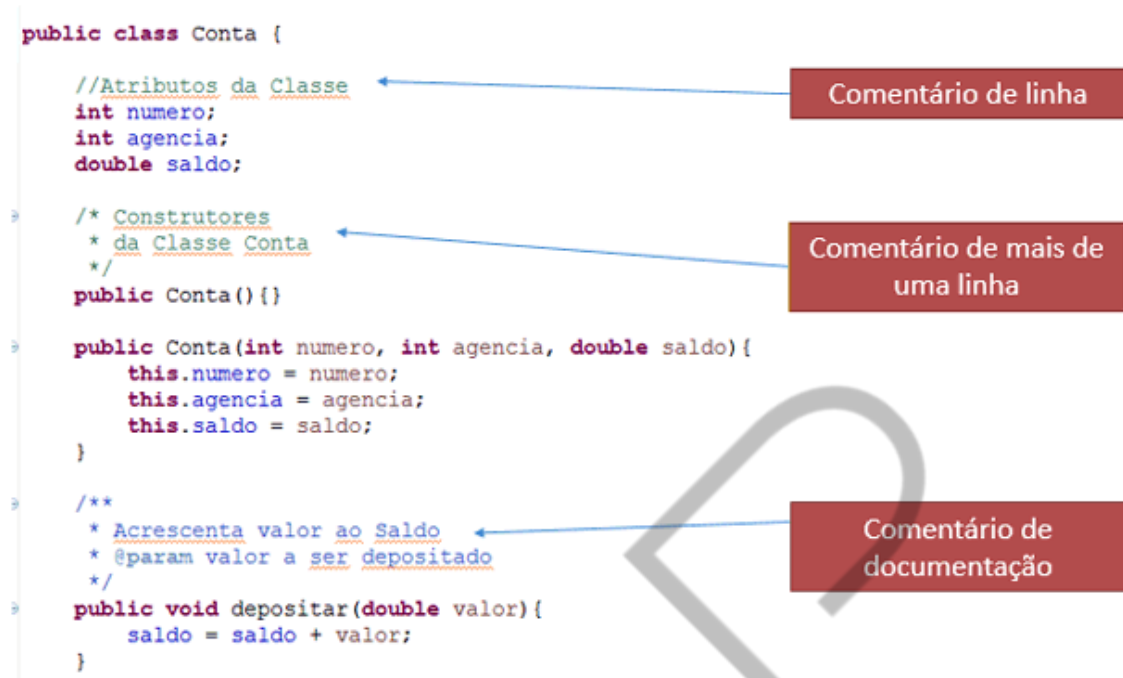 public class Conta {
//Atributos da Classe
Comentário de linha
int numero;
int agencia;
double saldo;
/* Construtores
* da Classe Conta
*/
Comentário de mais de
uma linha
public Conta(){}
public Conta(int numero, int agencia, double saldo){
this.numero = numero;
this.agencia = agencia;
this.saldo = saldo;
}
/**
* Acrescenta valor ao Saldo
* @param valor a ser depositado
*/
Comentário de
documentação
public void depositar(double valor){
saldo = saldo + valor;
}